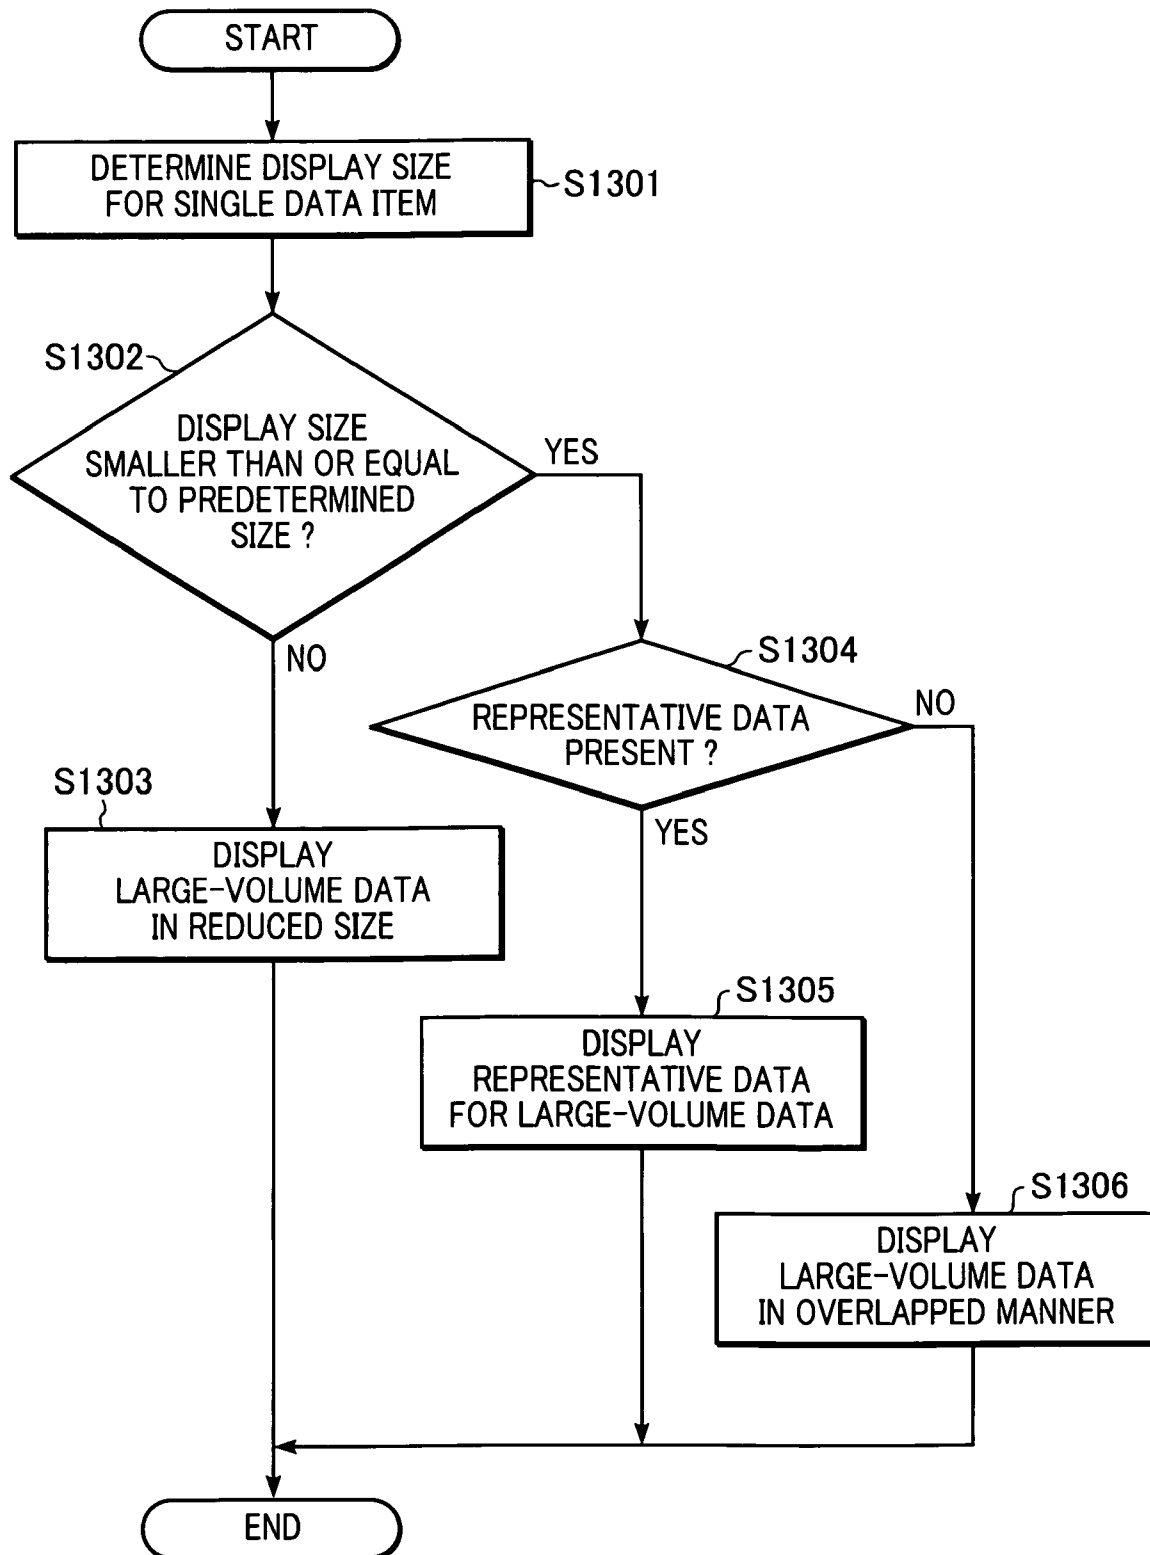 START
DETERMINE DISPLAY SIZE
FOR SINGLE DATA ITEM
S1301
S1302
DISPLAY SIZE
SMALLER THAN OR EQUAL
TO PREDETERMINED
SIZE ?
YES
NO
S1304
REPRESENTATIVE DATA
PRESENT ?
NO
YES
S1303
DISPLAY
LARGE-VOLUME DATA
IN REDUCED SIZE
S1305
DISPLAY
REPRESENTATIVE DATA
FOR LARGE-VOLUME DATA
S1306
DISPLAY
LARGE-VOLUME DATA
IN OVERLAPPED MANNER
END